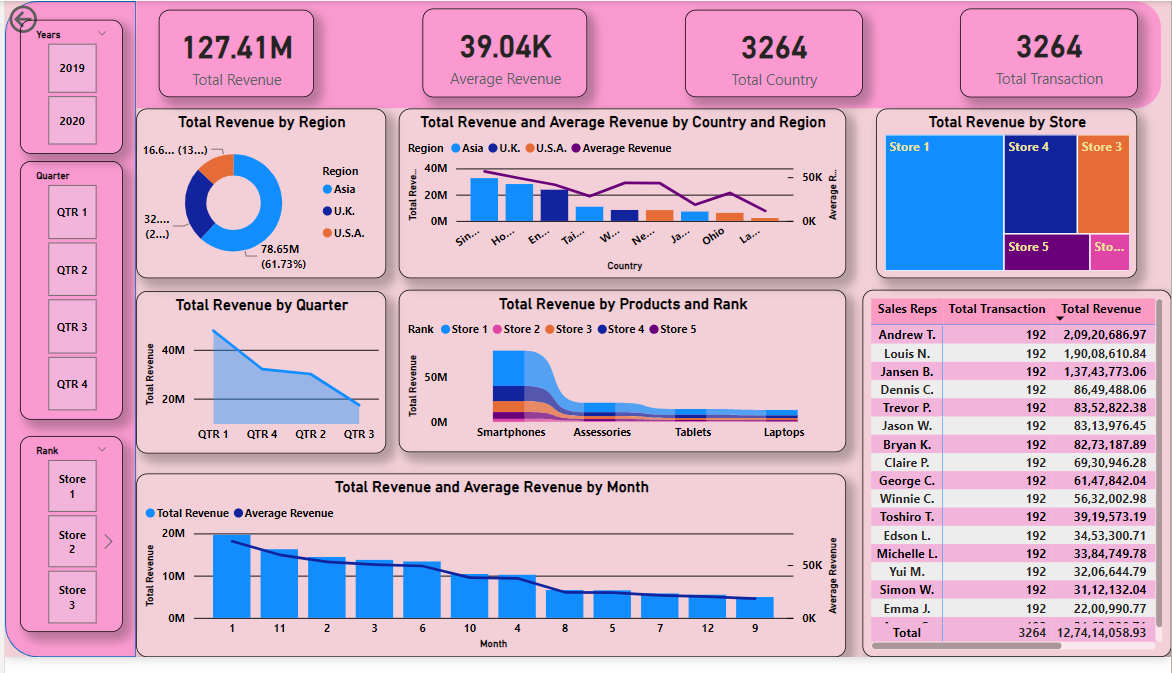 Years
2019
2020
Quarter
QTR 1
QTR 2
QTR 3
QTR 4
Rank
Store
1
Store
2
Store
3
127.41M
Total Revenue
39.04K
Average Revenue
3264
Total Country
3264
Total Transaction
Total Revenue by Region
16.6... (13...)
32....
(2...)
78.65M
(61.73%)
Region
Asia
U.K.
U.S.A.
Total Revenue and Average Revenue by Country and Region
Region Asia U.K. U.S.A. Average Revenue
Total Reve...
40M
20M
0M
50K
0K
Average R...
Sin... Ho... En... Tai... W... Ne... Ja... Ohio La...
Country
Total Revenue by Store
Store 1
Store 4
Store 3
Store 5
Sto...
Total Revenue by Quarter
Total Revenue
40M
20M
QTR 1 QTR 4 QTR 2 QTR 3
Total Revenue by Products and Rank
Rank Store 1 Store 2 Store 3 Store 4 Store 5
Total Revenue
50M
0M
Smartphones Assessories Tablets Laptops
Total Revenue and Average Revenue by Month
Total Revenue Average Revenue
Total Revenue
20M
10M
0M
50K
0K
Average Revenue
1 11 2 3 6 10 4 8 5 7 12 9
Month
Sales Reps Total Transaction Total Revenue
Andrew T. 192 2,09,20,686.97
Louis N. 192 1,90,08,610.84
Jansen B. 192 1,37,43,773.06
Dennis C. 192 86,49,488.06
Trevor P. 192 83,52,822.38
Jason W. 192 83,13,976.45
Bryan K. 192 82,73,187.89
Claire P. 192 69,30,946.28
George C. 192 61,47,842.04
Winnie C. 192 56,32,002.98
Toshiro T. 192 39,19,573.19
Edson L. 192 34,53,300.71
Michelle L. 192 33,84,749.78
Yui M. 192 32,06,644.79
Simon W. 192 31,12,132.04
Emma J. 192 22,00,990.77
Total 3264 12,74,14,058.93